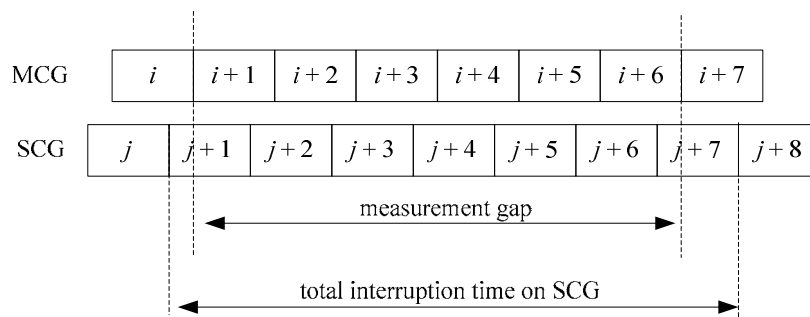 MCG i i + 1 i + 2 i + 3 i + 4 i + 5 i + 6 i + 7
SCG j j + 1 j + 2 j + 3 j + 4 j + 5 j + 6 j + 7 j + 8
measurement gap
total interruption time on SCG